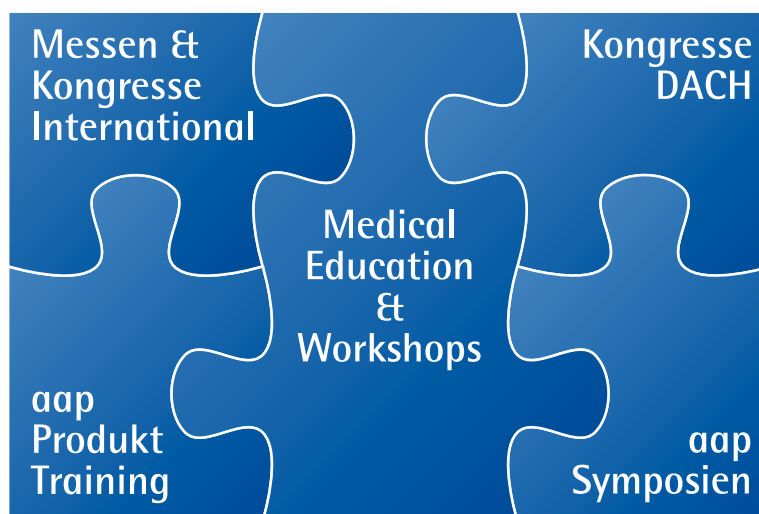 Messen &
Kongresse
International
Kongresse
DACH
Medical
Education
&
Workshops
aap
Produkt
Training
aap
Symposien